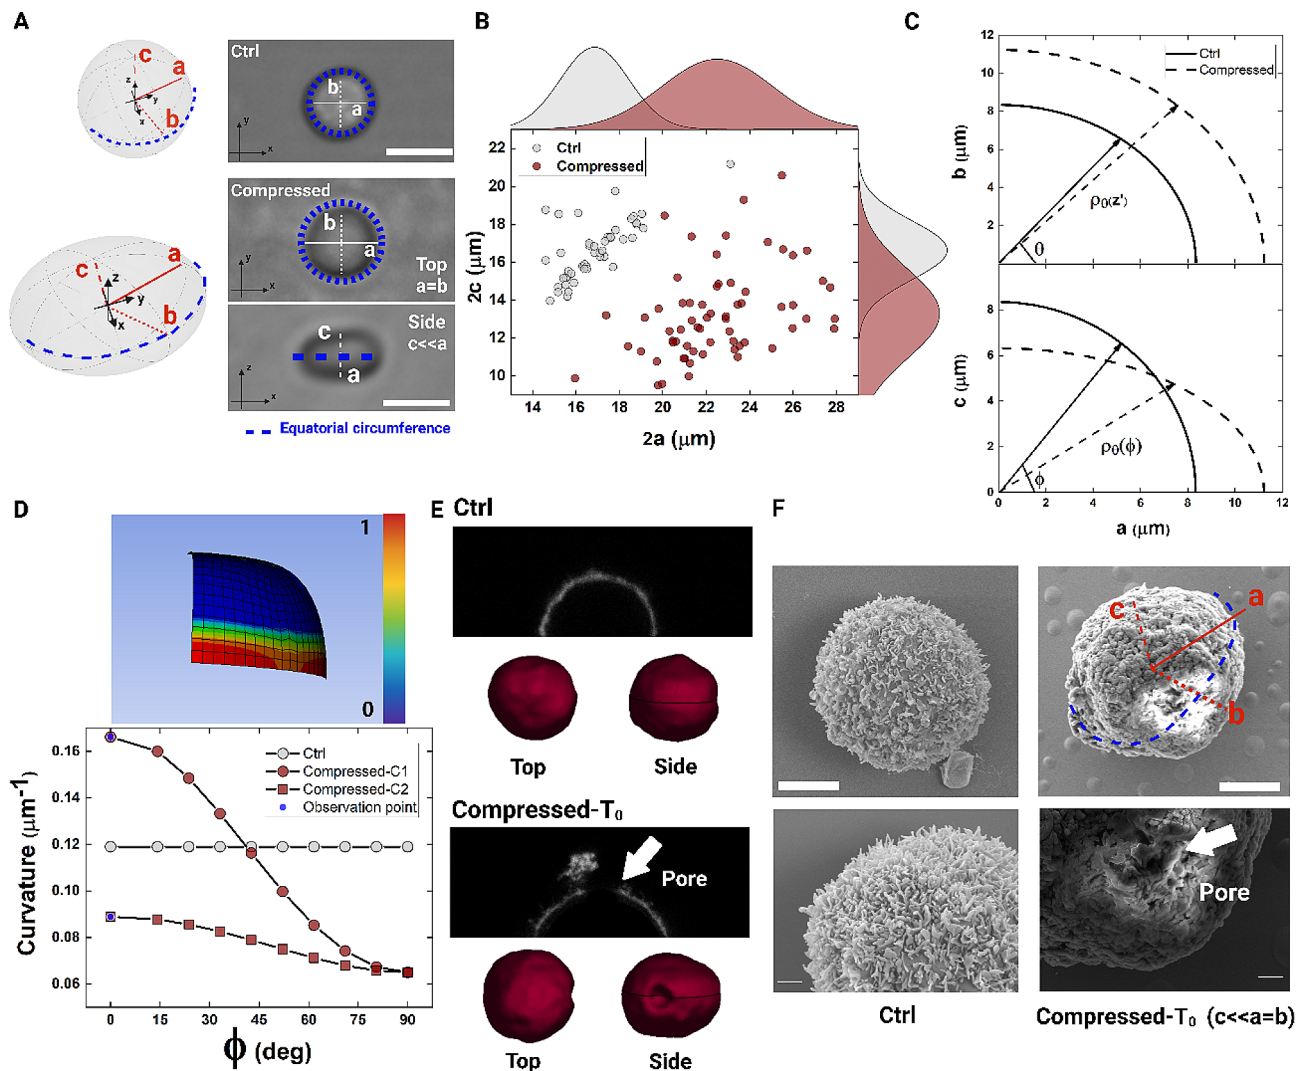 A
c
a
z
y
x
b
Ctrl
b
a
y
x
Compressed
b
a
Top
a=b
y
x
c
a
z
y
x
b
Side
c<<a
c
a
z
x
Equatorial circumference
B
Ctrl
Compressed
22
20
18
16
14
12
10
2c (μm)
14 16 18 20 22 24 26 28
2a (μm)
C
Ctrl
Compressed
12
10
8
6
4
2
b (μm)
ρ₀(z')
θ
8
6
4
2
0
c (μm)
ρ₀(ϕ)
ϕ
0 2 4 6 8 10 12
a (μm)
D
1
0
Ctrl
Compressed-C1
Compressed-C2
Observation point
0.16
0.14
0.12
0.10
0.08
0.06
Curvature (μm⁻¹)
0 15 30 45 60 75 90
ϕ (deg)
E
Ctrl
Top Side
Compressed-T₀
Pore
Top Side
F
c
a
b
Pore
Ctrl
Compressed-T₀ (c<<a=b)